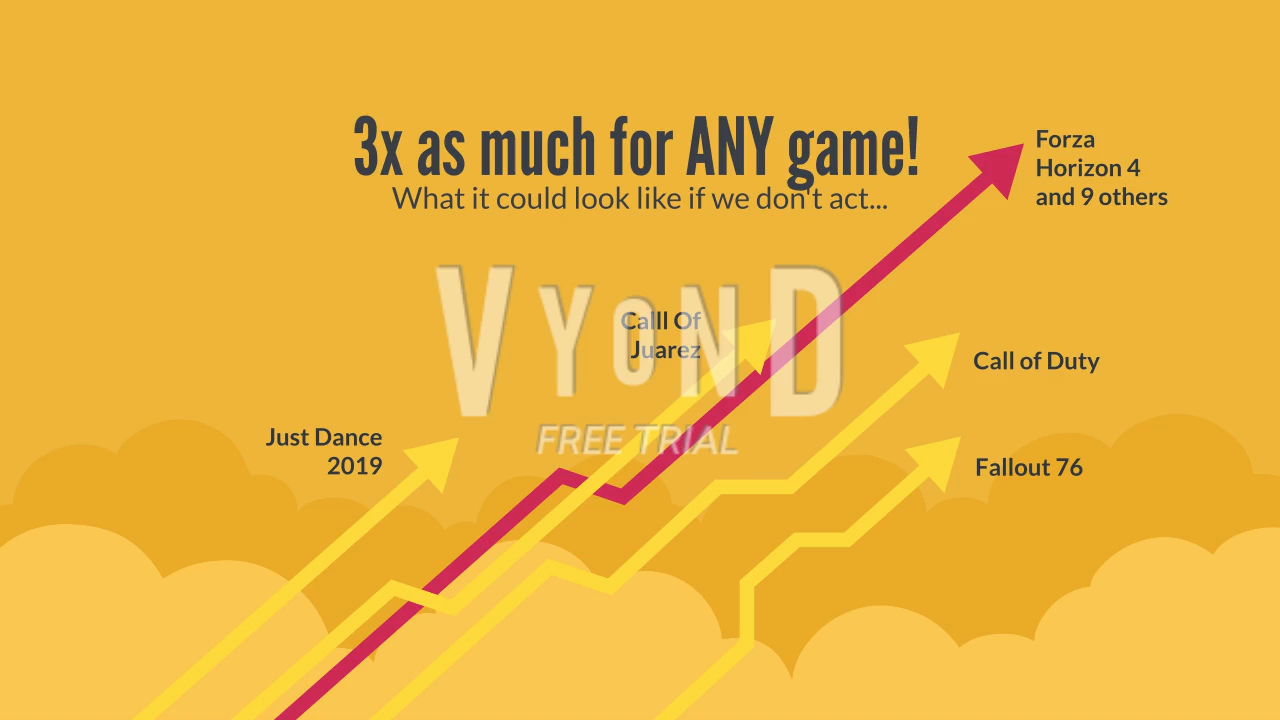 3x as much for ANY game!
What it could look like if we don't act...
Forza
Horizon 4
and 9 others
VYOND
FREE TRIAL
Calll Of
Juarez
Call of Duty
Just Dance
2019
Fallout 76